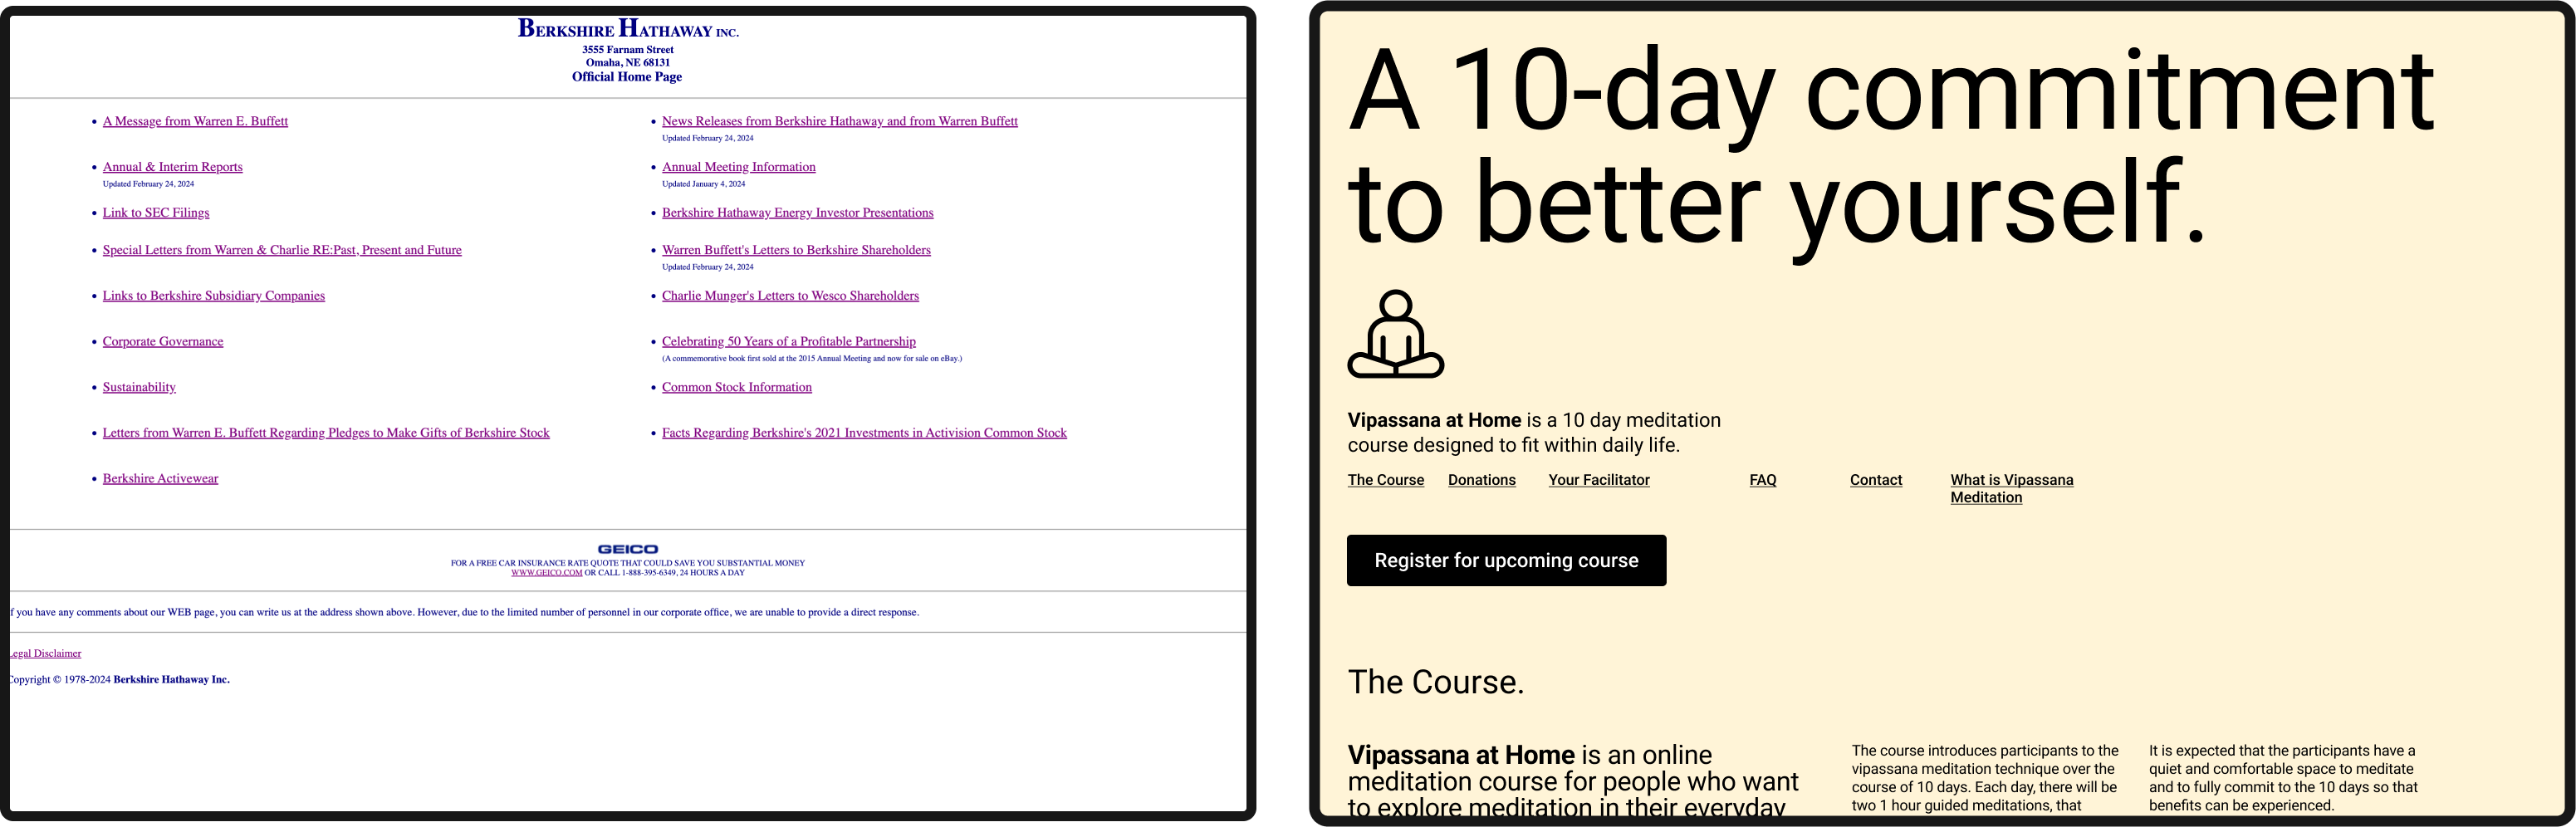 BERKSHIRE HATHAWAY INC.
3555 Farnam Street
Omaha, NE 68131
Official Home Page
A Message from Warren E. Buffett
Annual & Interim Reports
Updated February 24, 2024
Link to SEC Filings
Special Letters from Warren & Charlie RE:Past, Present and Future
Links to Berkshire Subsidiary Companies
Corporate Governance
Sustainability
Letters from Warren E. Buffett Regarding Pledges to Make Gifts of Berkshire Stock
Berkshire Activewear
News Releases from Berkshire Hathaway and from Warren Buffett
Updated February 24, 2024
Annual Meeting Information
Updated January 4, 2024
Berkshire Hathaway Energy Investor Presentations
Warren Buffett's Letters to Berkshire Shareholders
Updated February 24, 2024
Charlie Munger's Letters to Wesco Shareholders
Celebrating 50 Years of a Profitable Partnership
(A commemorative book first sold at the 2015 Annual Meeting and now for sale on eBay.)
Common Stock Information
Facts Regarding Berkshire's 2021 Investments in Activision Common Stock
GEICO
FOR A FREE CAR INSURANCE RATE QUOTE THAT COULD SAVE YOU SUBSTANTIAL MONEY
WWW.GEICO.COM OR CALL 1-888-395-6349, 24 HOURS A DAY
f you have any comments about our WEB page, you can write us at the address shown above. However, due to the limited number of personnel in our corporate office, we are unable to provide a direct response.
egal Disclaimer
Copyright © 1978-2024 Berkshire Hathaway Inc.
A 10-day commitment
to better yourself.
Vipassana at Home is a 10 day meditation
course designed to fit within daily life.
The Course
Donations
Your Facilitator
FAQ
Contact
What is Vipassana
Meditation
Register for upcoming course
The Course.
Vipassana at Home is an online
meditation course for people who want
to explore meditation in their everyday
The course introduces participants to the
vipassana meditation technique over the
course of 10 days. Each day, there will be
two 1 hour guided meditations, that
It is expected that the participants have a
quiet and comfortable space to meditate
and to fully commit to the 10 days so that
benefits can be experienced.